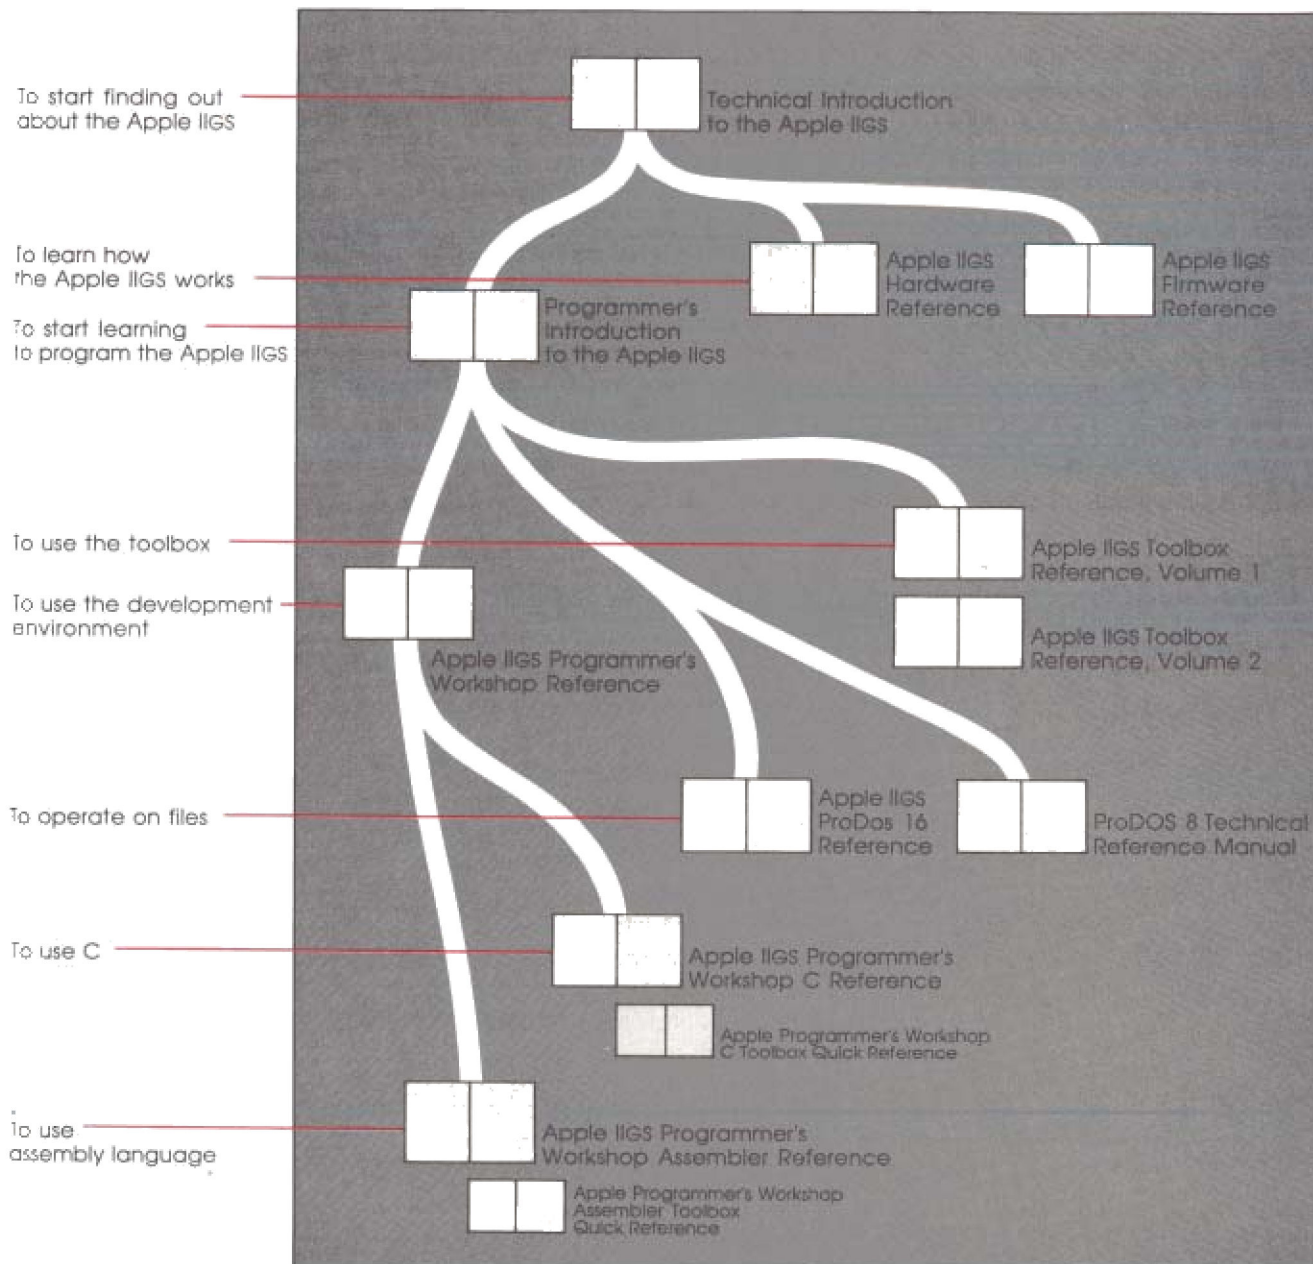 To start finding out
about the Apple IIGS
Technical Introduction
to the Apple IIGS
To learn how
the Apple IIGS works
Apple IIGS
Hardware
Reference
Apple IIGS
Firmware
Reference
To start learning
to program the Apple IIGS
Programmer's
Introduction
to the Apple IIGS
To use the toolbox
Apple IIGS Toolbox
Reference, Volume 1
To use the development
environment
Apple IIGS Programmer's
Workshop Reference
Apple IIGS Toolbox
Reference, Volume 2
To operate on files
Apple IIGS
ProDos 16
Reference
ProDOS 8 Technical
Reference Manual
To use C
Apple IIGS Programmer's
Workshop C Reference
Apple Programmer's Workshop
C Toolbox Quick Reference
To use
assembly language
Apple IIGS Programmer's
Workshop Assembler Reference
Apple Programmer's Workshop
Assembler Toolbox
Quick Reference